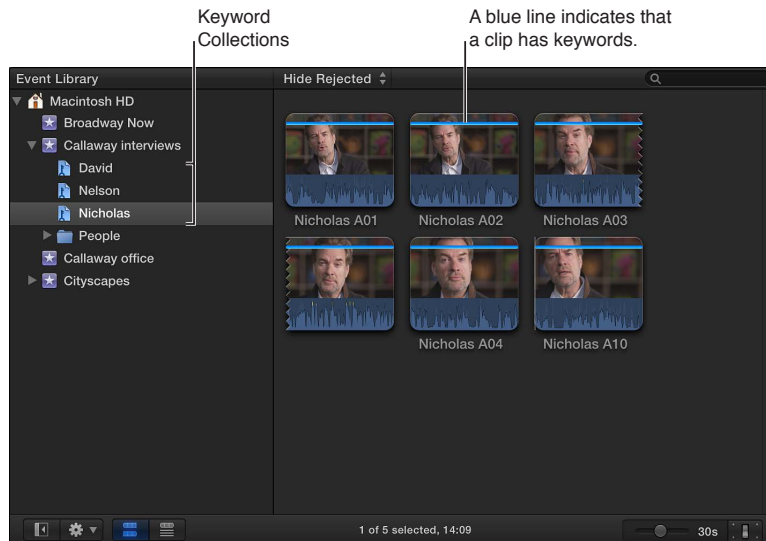 Keyword
Collections
A blue line indicates that
a clip has keywords.
Event Library
Hide Rejected
Macintosh HD
Broadway Now
Callaway interviews
David
Nelson
Nicholas
People
Callaway office
Cityscapes
Nicholas A01
Nicholas A02
Nicholas A03
Nicholas A04
Nicholas A10
1 of 5 selected, 14:09
30s